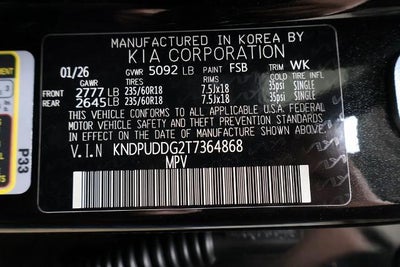 MANUFACTURED IN KOREA BY
KIA CORPORATION
01/26 GVWR 5092 LB PAINT FSB TRIM WK
GAWR TIRES RIMS COLD TIRE INFL
FRONT 2777 LB 235/60R18 7.5Jx18 35psi SINGLE
REAR 2645 LB 235/60R18 7.5Jx18 35psi SINGLE
THIS VEHICLE CONFORMS TO ALL APPLICABLE U.S.A. FEDERAL
MOTOR VEHICLE SAFETY, BUMPER, AND THEFT PREVENTION STANDARDS
IN EFFECT ON THE DATE OF MANUFACTURE SHOWN ABOVE.
V.I.N KNDPUDDG2T7364868
MPV
P33